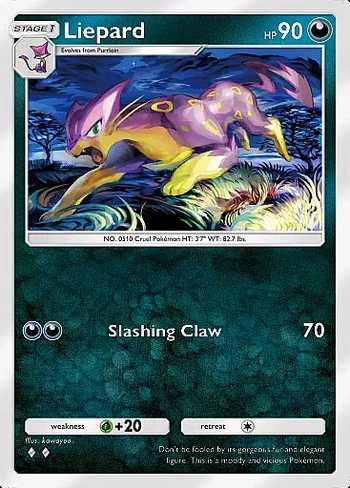 STAGE 1
Liepard
HP 90
Evolves from Purrloin
NO. 0510 Cruel Pokémon HT: 3'7" WT: 82.7 lbs.
Slashing Claw 70
weakness +20 retreat
Illus. kawayoo
Don't be fooled by its gorgeous fur and elegant
figure. This is a moody and vicious Pokémon.